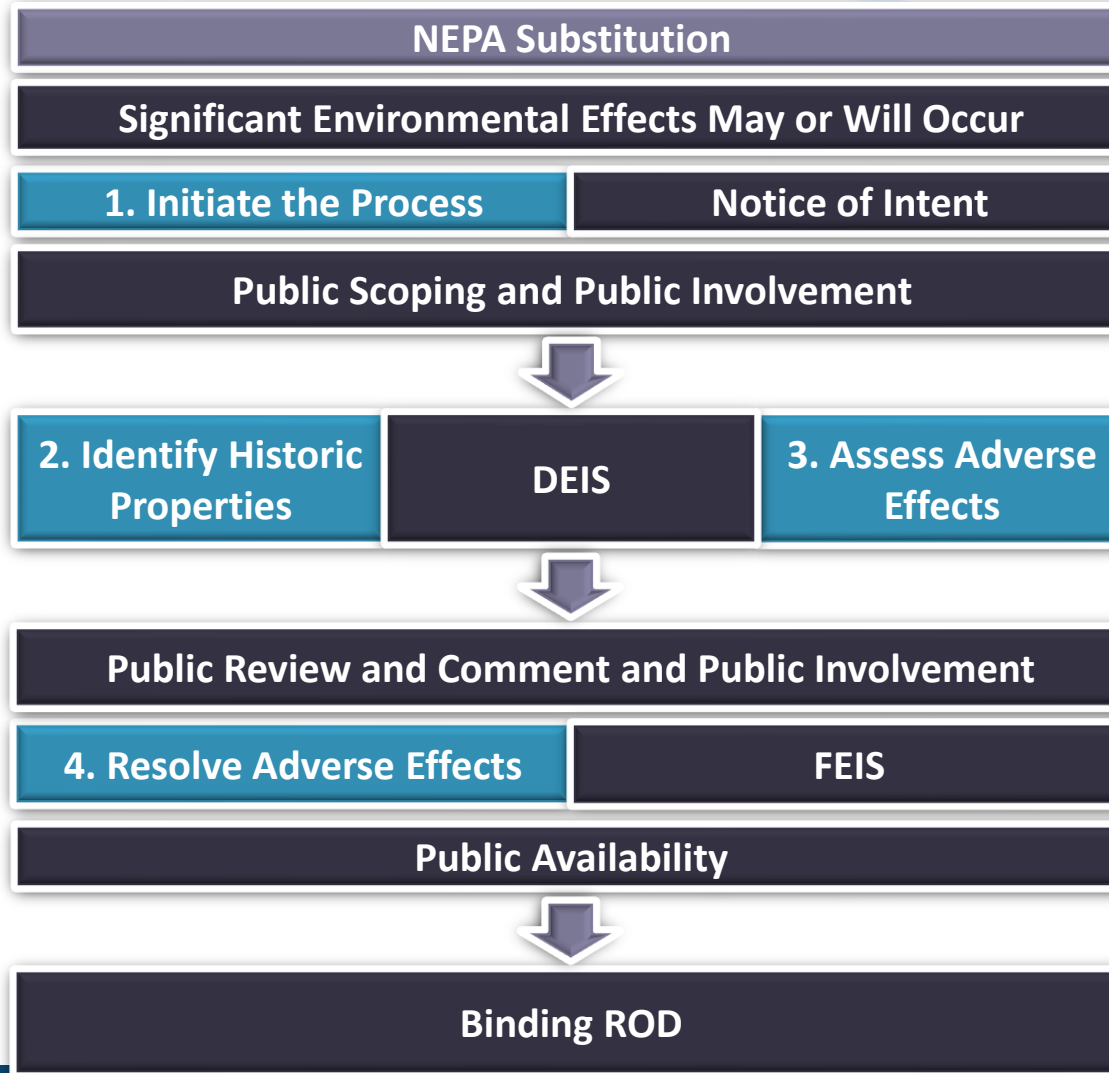 NEPA Substitution
Significant Environmental Effects May or Will Occur
1. Initiate the Process
Notice of Intent
Public Scoping and Public Involvement
2. Identify Historic
Properties
DEIS
3. Assess Adverse
Effects
Public Review and Comment and Public Involvement
4. Resolve Adverse Effects
FEIS
Public Availability
Binding ROD